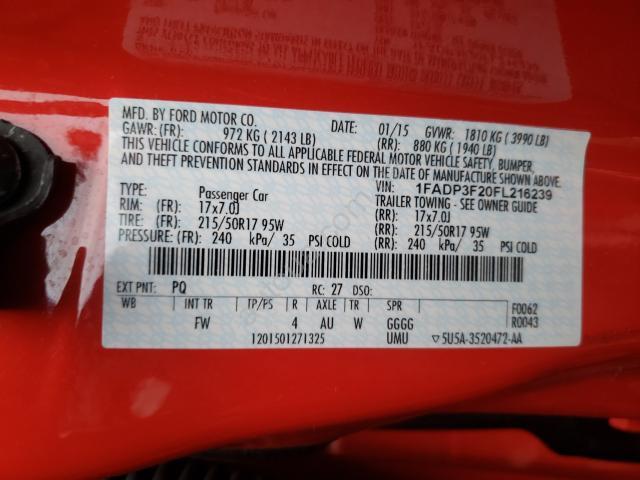 MFD. BY FORD MOTOR CO. DATE: 01/15 GVWR: 1810 KG ( 3990 LB)
GAWR: (FR): 972 KG ( 2143 LB) (RR): 880 KG ( 1940 LB)
THIS VEHICLE CONFORMS TO ALL APPLICABLE FEDERAL MOTOR VEHICLE SAFETY, BUMPER,
AND THEFT PREVENTION STANDARDS IN EFFECT ON THE DATE OF MANUFACTURE SHOWN ABOVE.
VIN: 1FADP3F20FL216239
TYPE: Passenger Car TRAILER TOWING - SEE OWNER GUIDE
RIM: (FR): 17x7.0J (RR): 17x7.0J
TIRE: (FR): 215/50R17 95W (RR): 215/50R17 95W
PRESSURE: (FR): 240 kPa/ 35 PSI COLD (RR): 240 kPa/ 35 PSI COLD
EXT PNT: PQ RC: 27 DSO:
WB INT TR TP/PS R AXLE TR SPR F0062
FW 4 AU W GGGG R0043
1201501271325 UMU ▽5U5A-3520472-AA